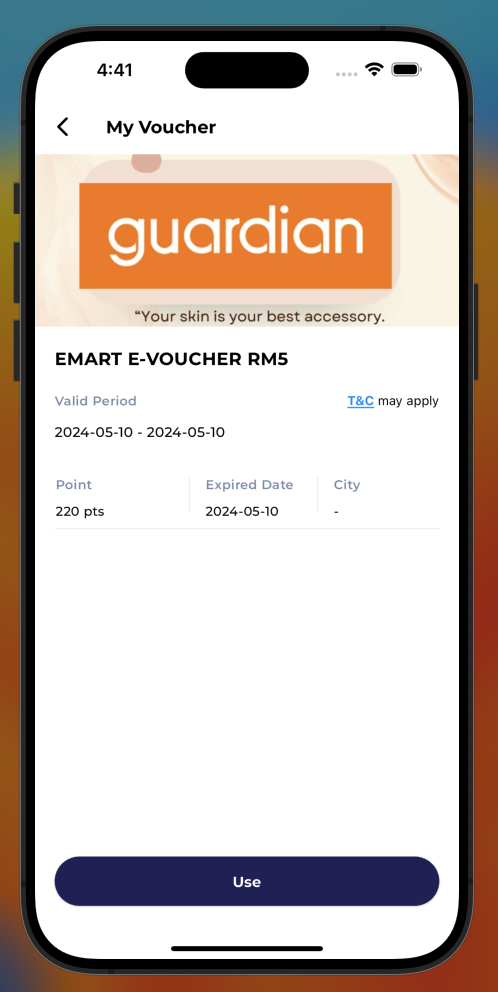 4:41
My Voucher
guardian
“Your skin is your best accessory.
EMART E-VOUCHER RM5
Valid Period
T&C may apply
2024-05-10 - 2024-05-10
Point Expired Date City
220 pts 2024-05-10 -
Use